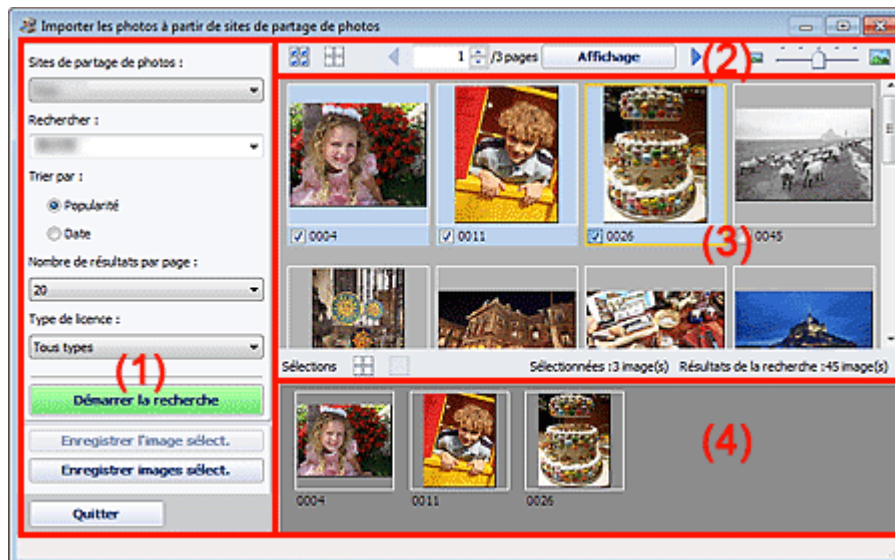 Importer les photos à partir de sites de partage de photos
Sites de partage de photos :
Rechercher :
Trier par :
Popularité
Date
Nombre de résultats par page :
20
Type de licence :
Tous types
(1)
Démarrer la recherche
Enregistrer l'image sélect.
Enregistrer images sélect.
Quitter
1 /3 pages Affichage
(2)
0004 0011 0026 0045
(3)
Sélections Sélectionnées :3 image(s) Résultats de la recherche :45 image(s)
0004 0011 0026
(4)